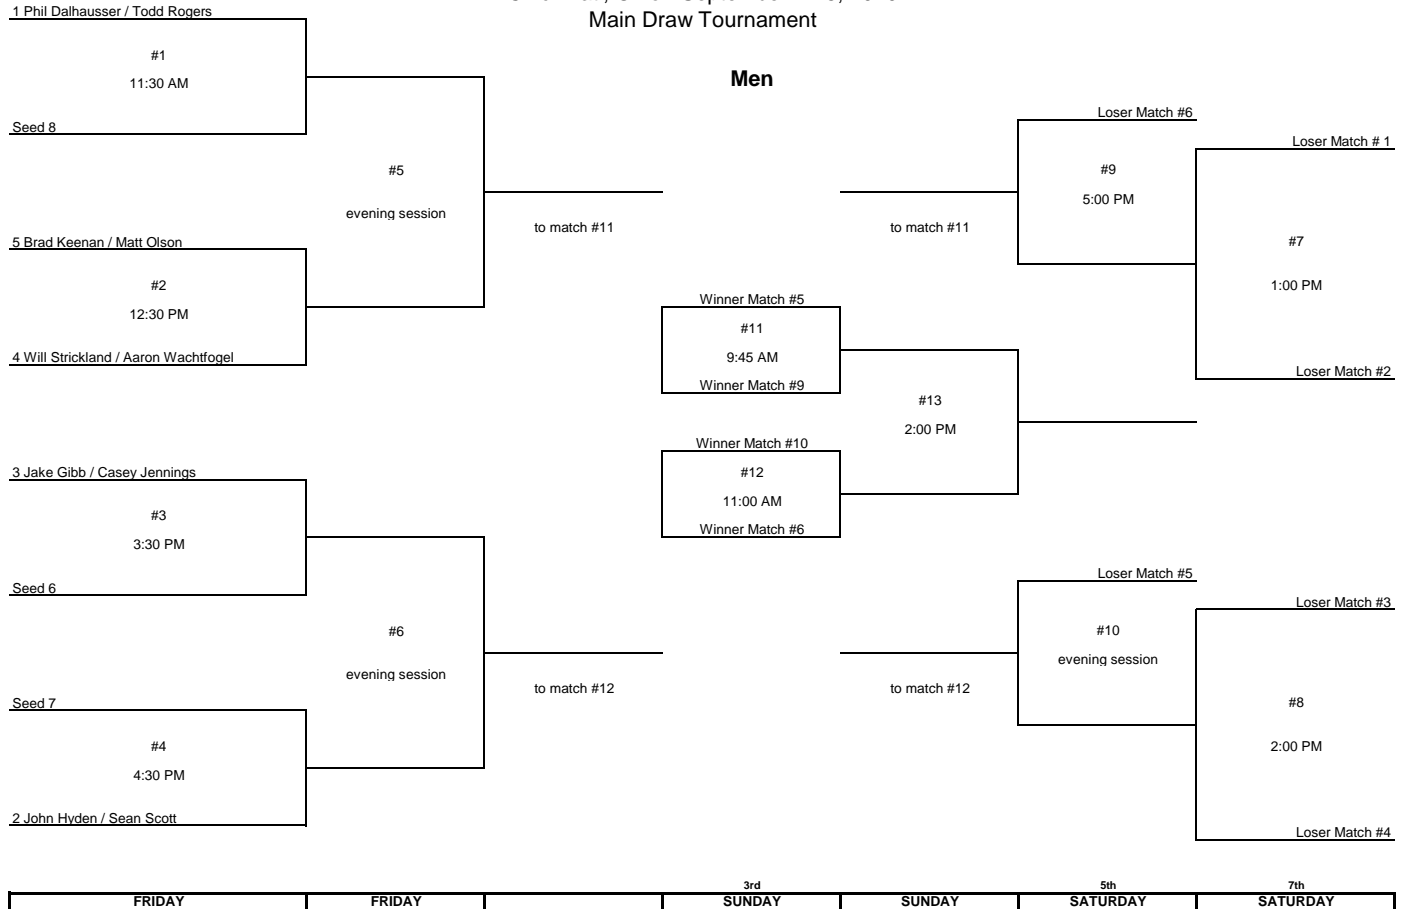 Main Draw Tournament
Men
1 Phil Dalhausser / Todd Rogers
#1
11:30 AM
Seed 8
#5
evening session
to match #11
5 Brad Keenan / Matt Olson
#2
12:30 PM
4 Will Strickland / Aaron Wachtfogel
3 Jake Gibb / Casey Jennings
#3
3:30 PM
Seed 6
#6
evening session
to match #12
Seed 7
#4
4:30 PM
2 John Hyden / Sean Scott
Winner Match #5
#11
9:45 AM
Winner Match #9
#13
2:00 PM
Winner Match #10
#12
11:00 AM
Winner Match #6
Loser Match #6
#9
5:00 PM
to match #11
Loser Match # 1
#7
1:00 PM
Loser Match #2
Loser Match #5
#10
evening session
to match #12
Loser Match #3
#8
2:00 PM
Loser Match #4
3rd
5th
7th
FRIDAY
FRIDAY
SUNDAY
SUNDAY
SATURDAY
SATURDAY